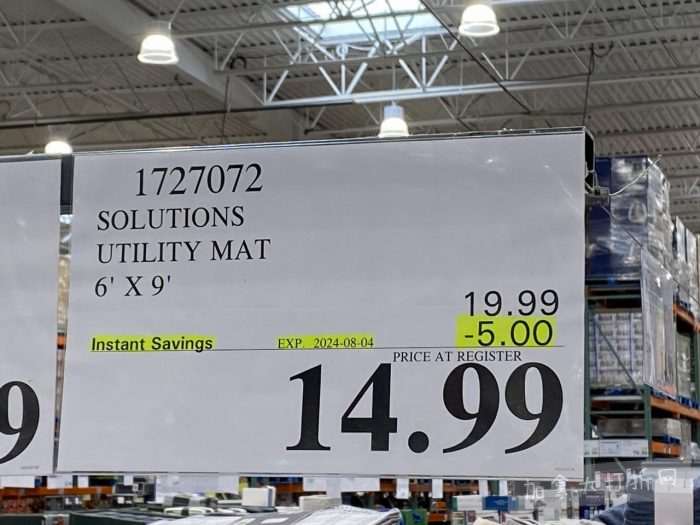 1727072
SOLUTIONS
UTILITY MAT
6' X 9'
19.99
Instant Savings EXP. 2024-08-04 -5.00
PRICE AT REGISTER
14.99
9